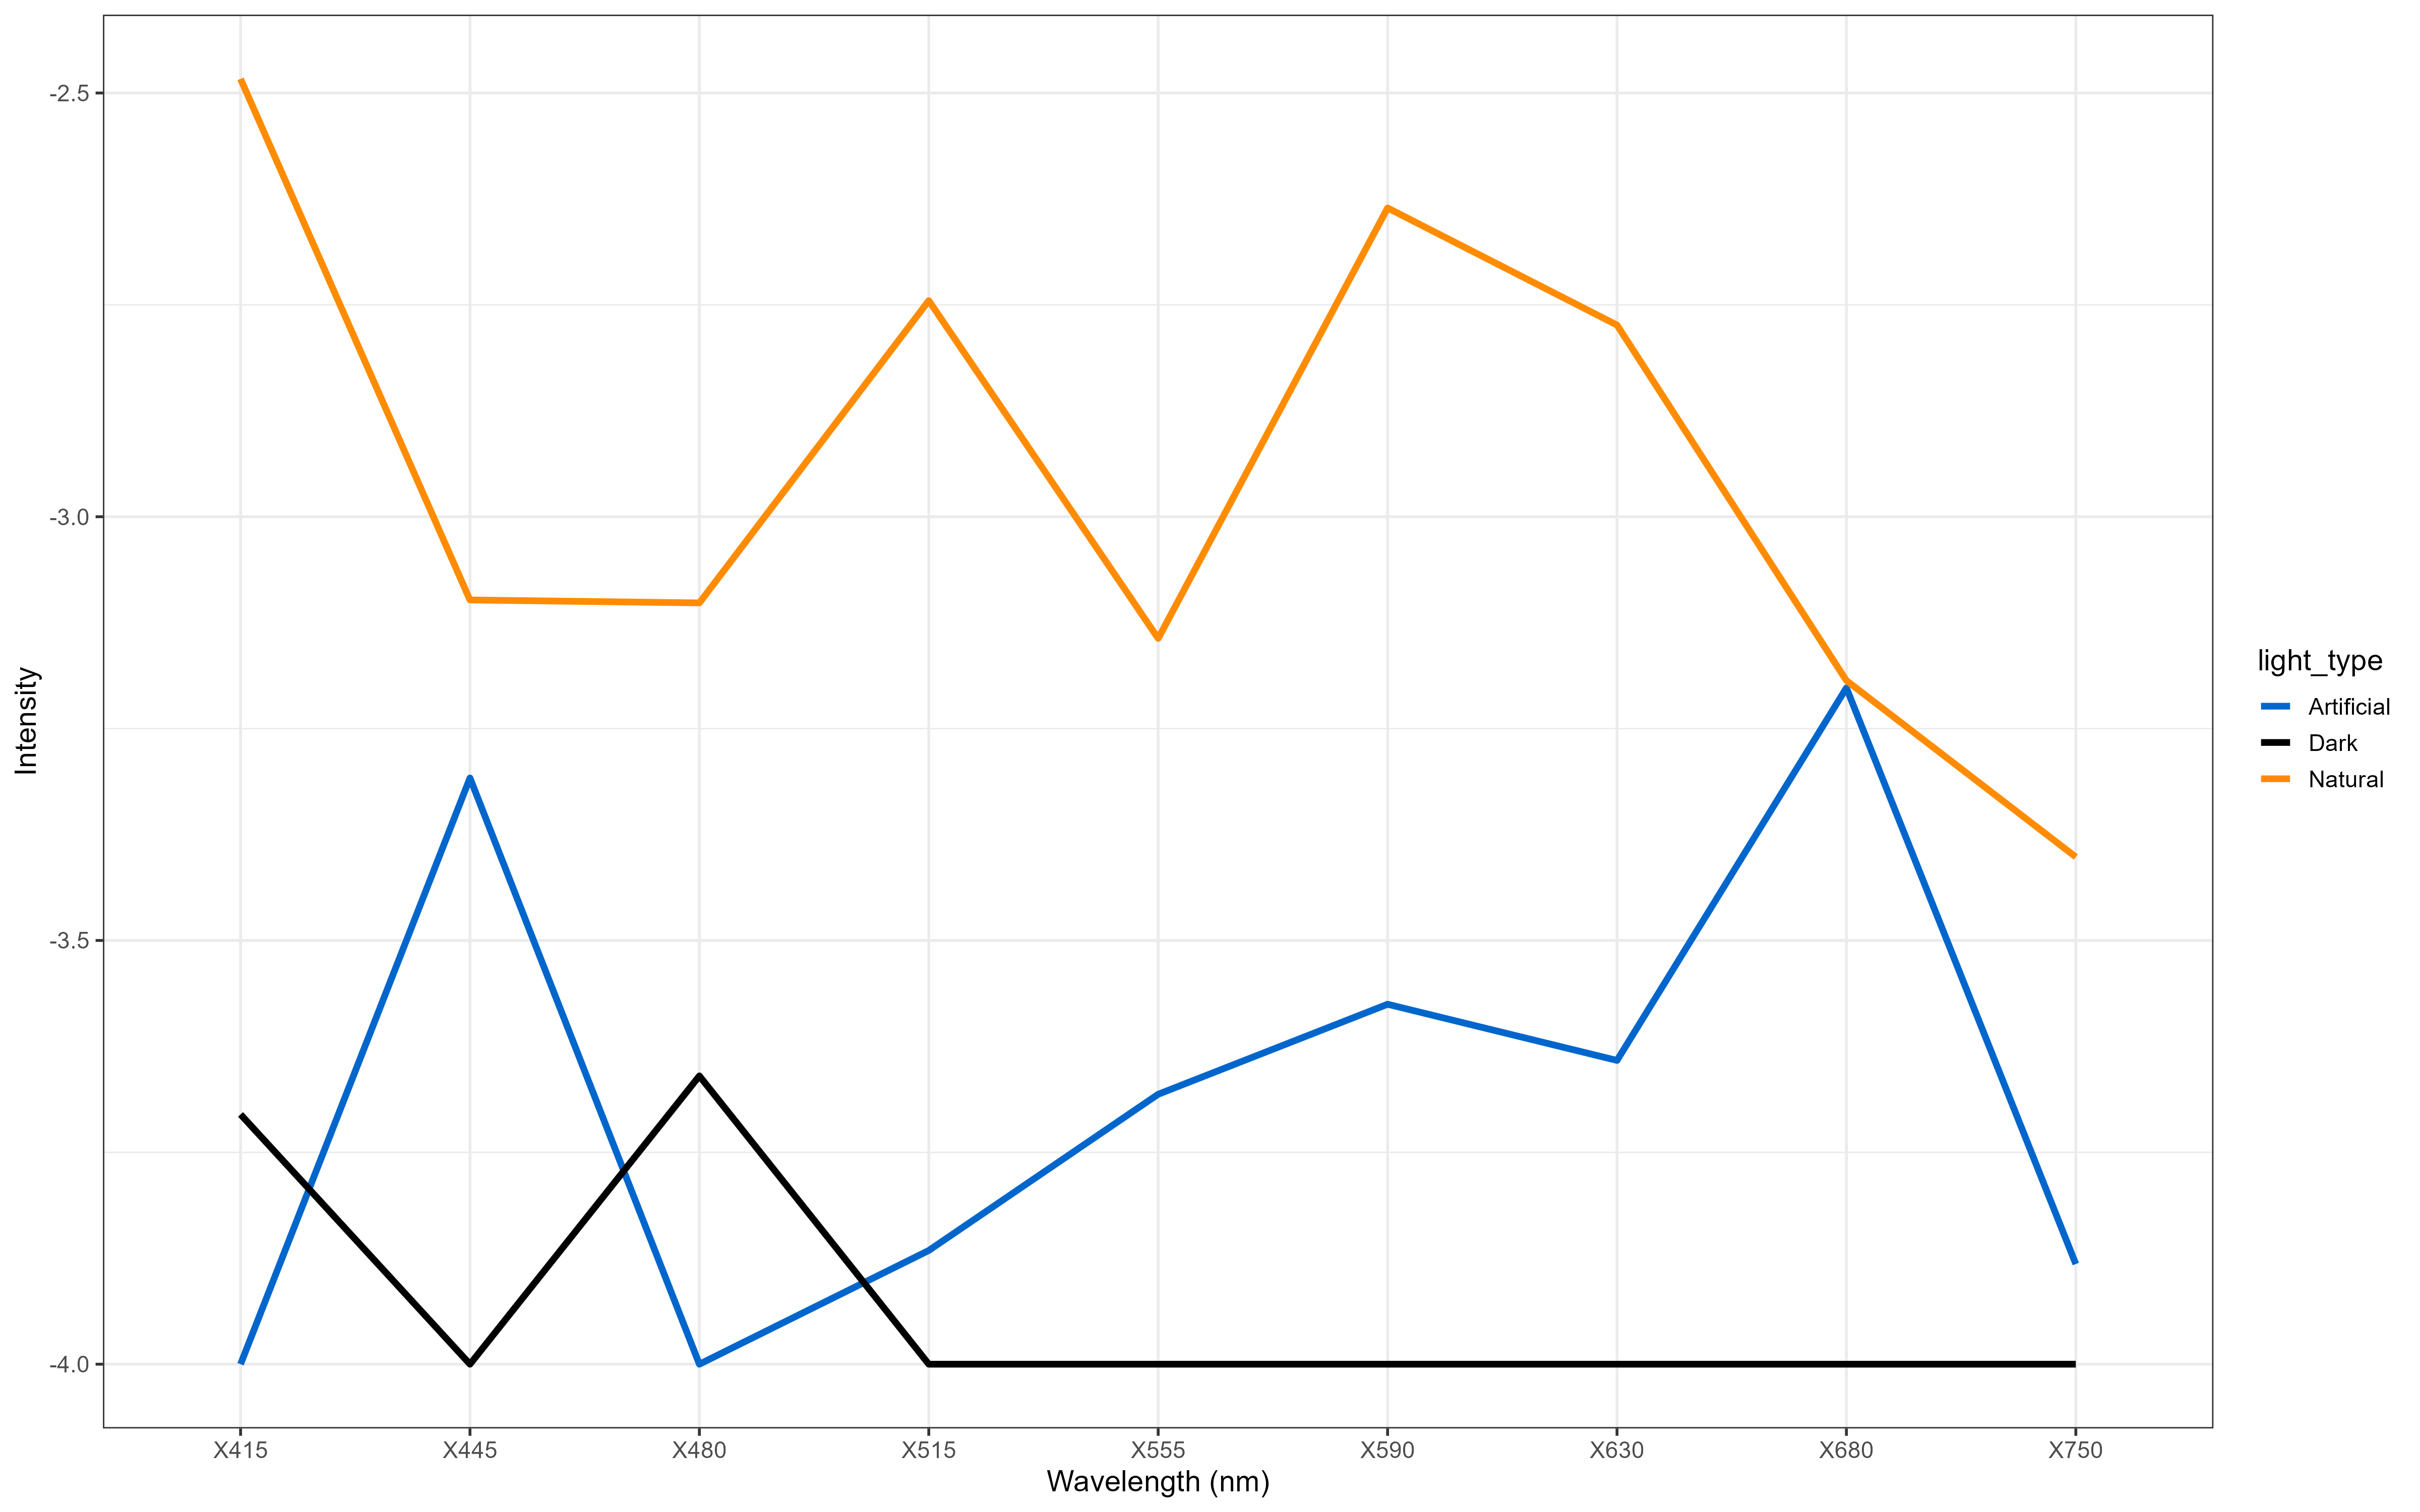 -2.5
-3.0
-3.5
-4.0
Intensity
X415 X445 X480 X515 X555 X590 X630 X680 X750
Wavelength (nm)
light_type
Artificial
Dark
Natural